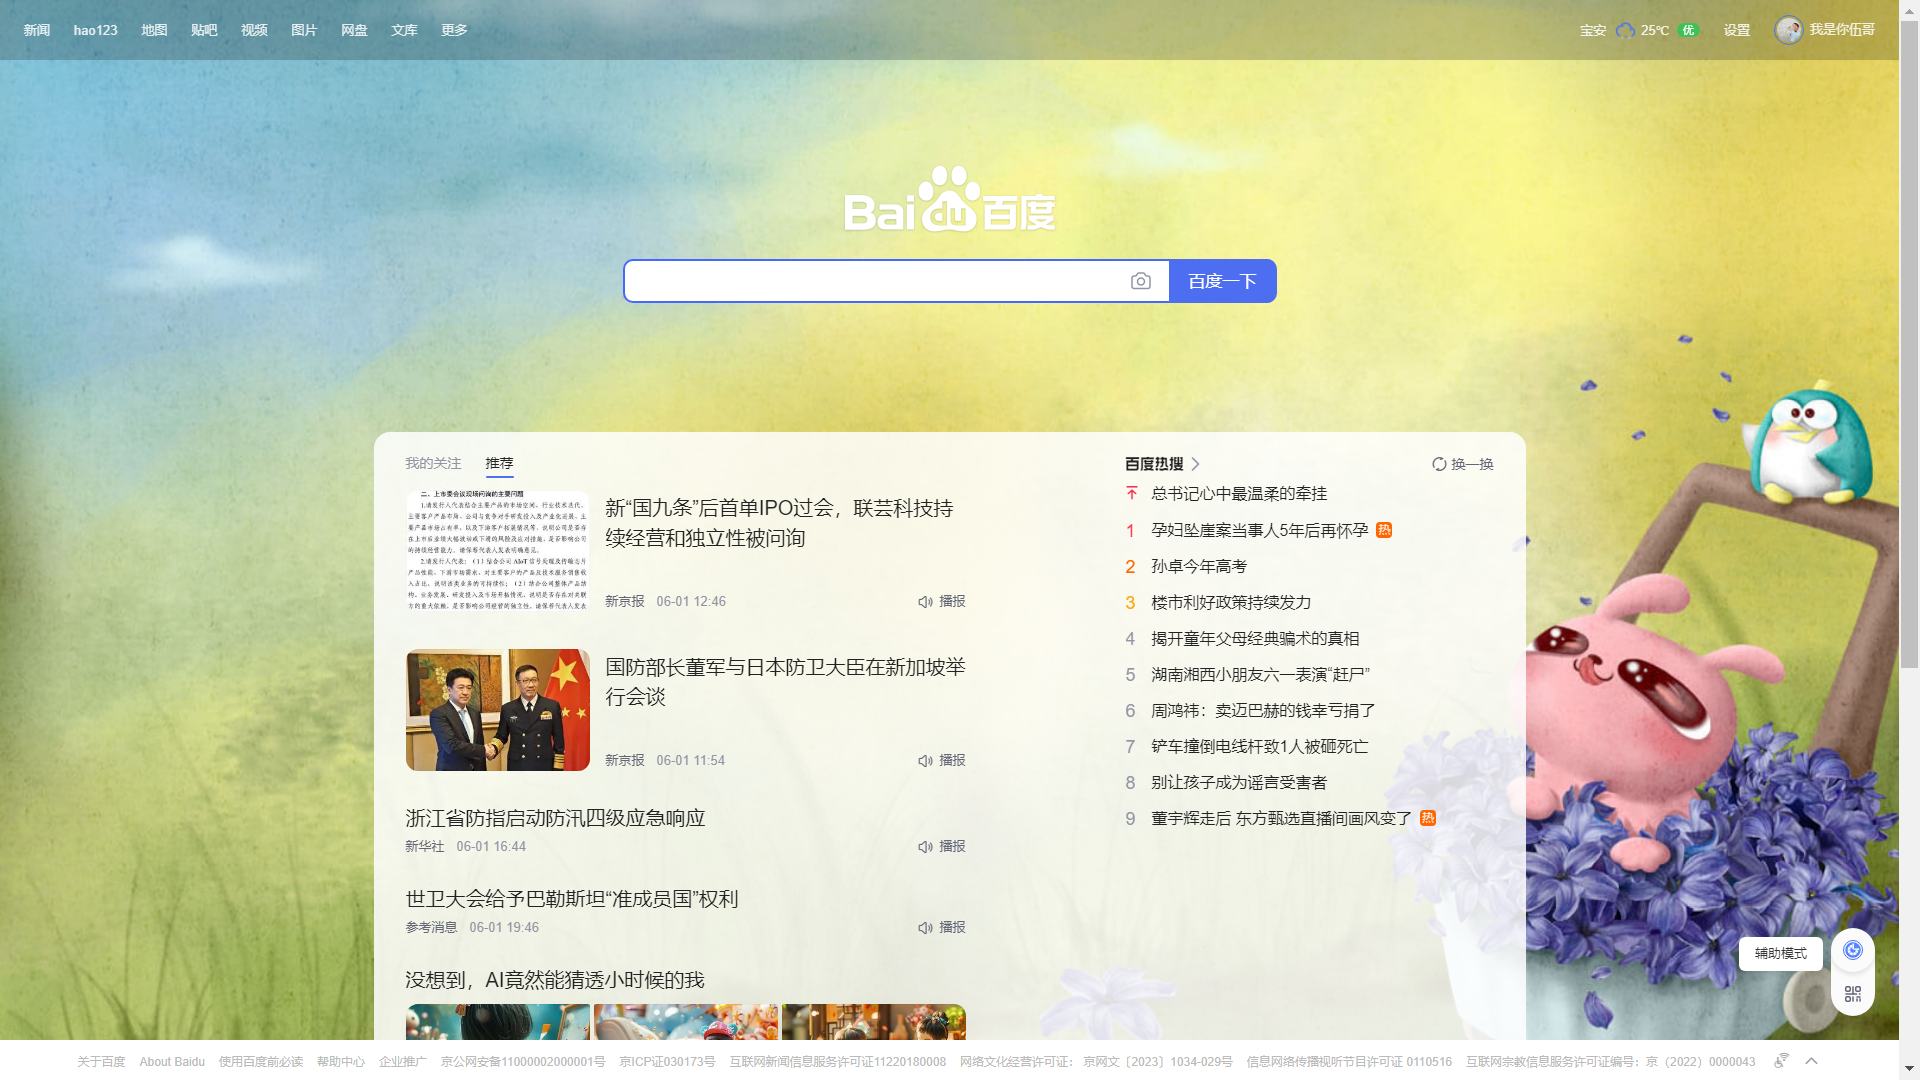 新闻
hao123
地图
贴吧
视频
图片
网盘
文库
更多
宝安
25℃
优
设置
我是你伍哥
Bai du 百度
百度一下
我的关注
推荐
二、上市委会议现场问询的主要问题
新“国九条”后首单IPO过会，联芸科技持
续经营和独立性被问询
新京报 06-01 12:46
播报
国防部长董军与日本防卫大臣在新加坡举
行会谈
新京报 06-01 11:54
播报
浙江省防指启动防汛四级应急响应
新华社 06-01 16:44
播报
世卫大会给予巴勒斯坦“准成员国”权利
参考消息 06-01 19:46
播报
没想到，AI竟然能猜透小时候的我
百度热搜
换一换
总书记心中最温柔的牵挂
1 孕妇坠崖案当事人5年后再怀孕 热
2 孙卓今年高考
3 楼市利好政策持续发力
4 揭开童年父母经典骗术的真相
5 湖南湘西小朋友六一表演“赶尸”
6 周鸿祎：卖迈巴赫的钱幸亏捐了
7 铲车撞倒电线杆致1人被砸死亡
8 别让孩子成为谣言受害者
9 董宇辉走后 东方甄选直播间画风变了 热
辅助模式
关于百度 About Baidu 使用百度前必读 帮助中心 企业推广 京公网安备11000002000001号 京ICP证030173号 互联网新闻信息服务许可证11220180008 网络文化经营许可证： 京网文〔2023〕1034-029号 信息网络传播视听节目许可证 0110516 互联网宗教信息服务许可证编号：京（2022）0000043